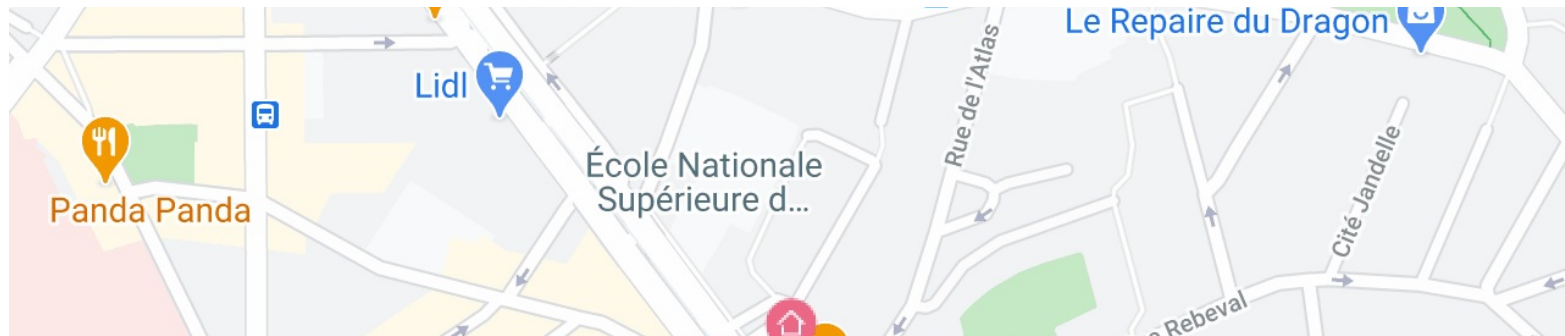 Le Repaire du Dragon
Lidl
Rue de l'Atlas
École Nationale
Supérieure d...
Cité Jandelle
Panda Panda
Rebeval